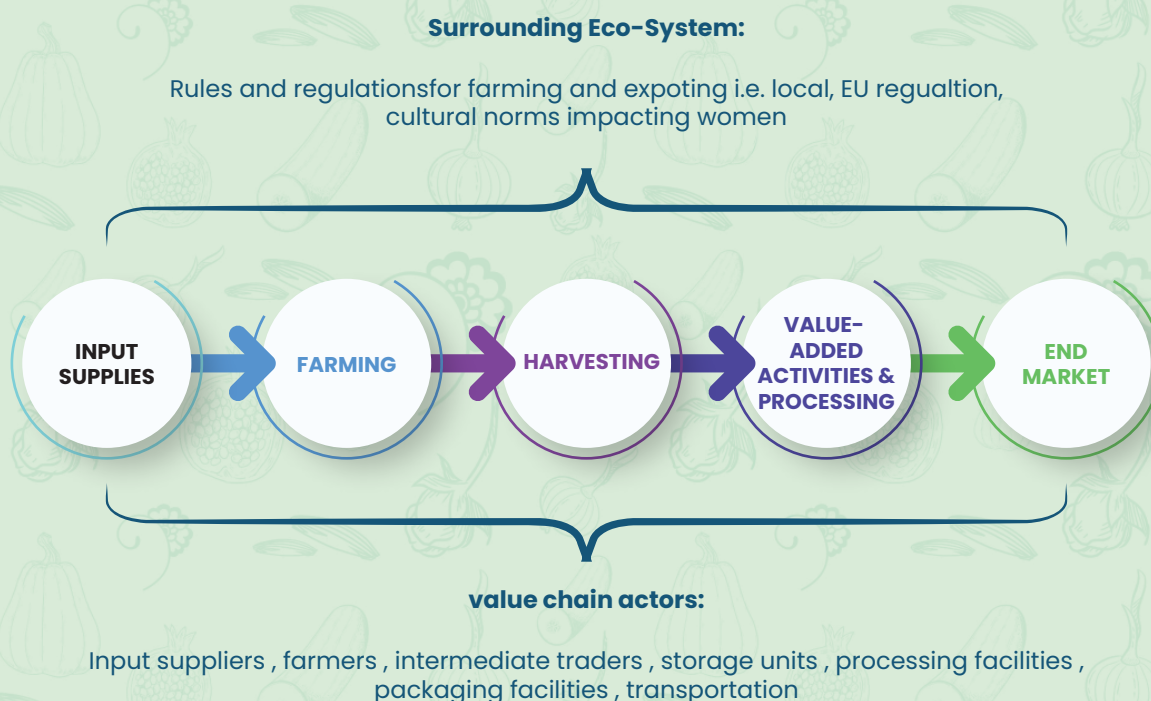 Surrounding Eco-System:
Rules and regulationsfor farming and expoting i.e. local, EU regualtion,
cultural norms impacting women
INPUT
SUPPLIES
FARMING
HARVESTING
VALUE-
ADDED
ACTIVITIES &
PROCESSING
END
MARKET
value chain actors:
Input suppliers , farmers , intermediate traders , storage units , processing facilities ,
packaging facilities , transportation